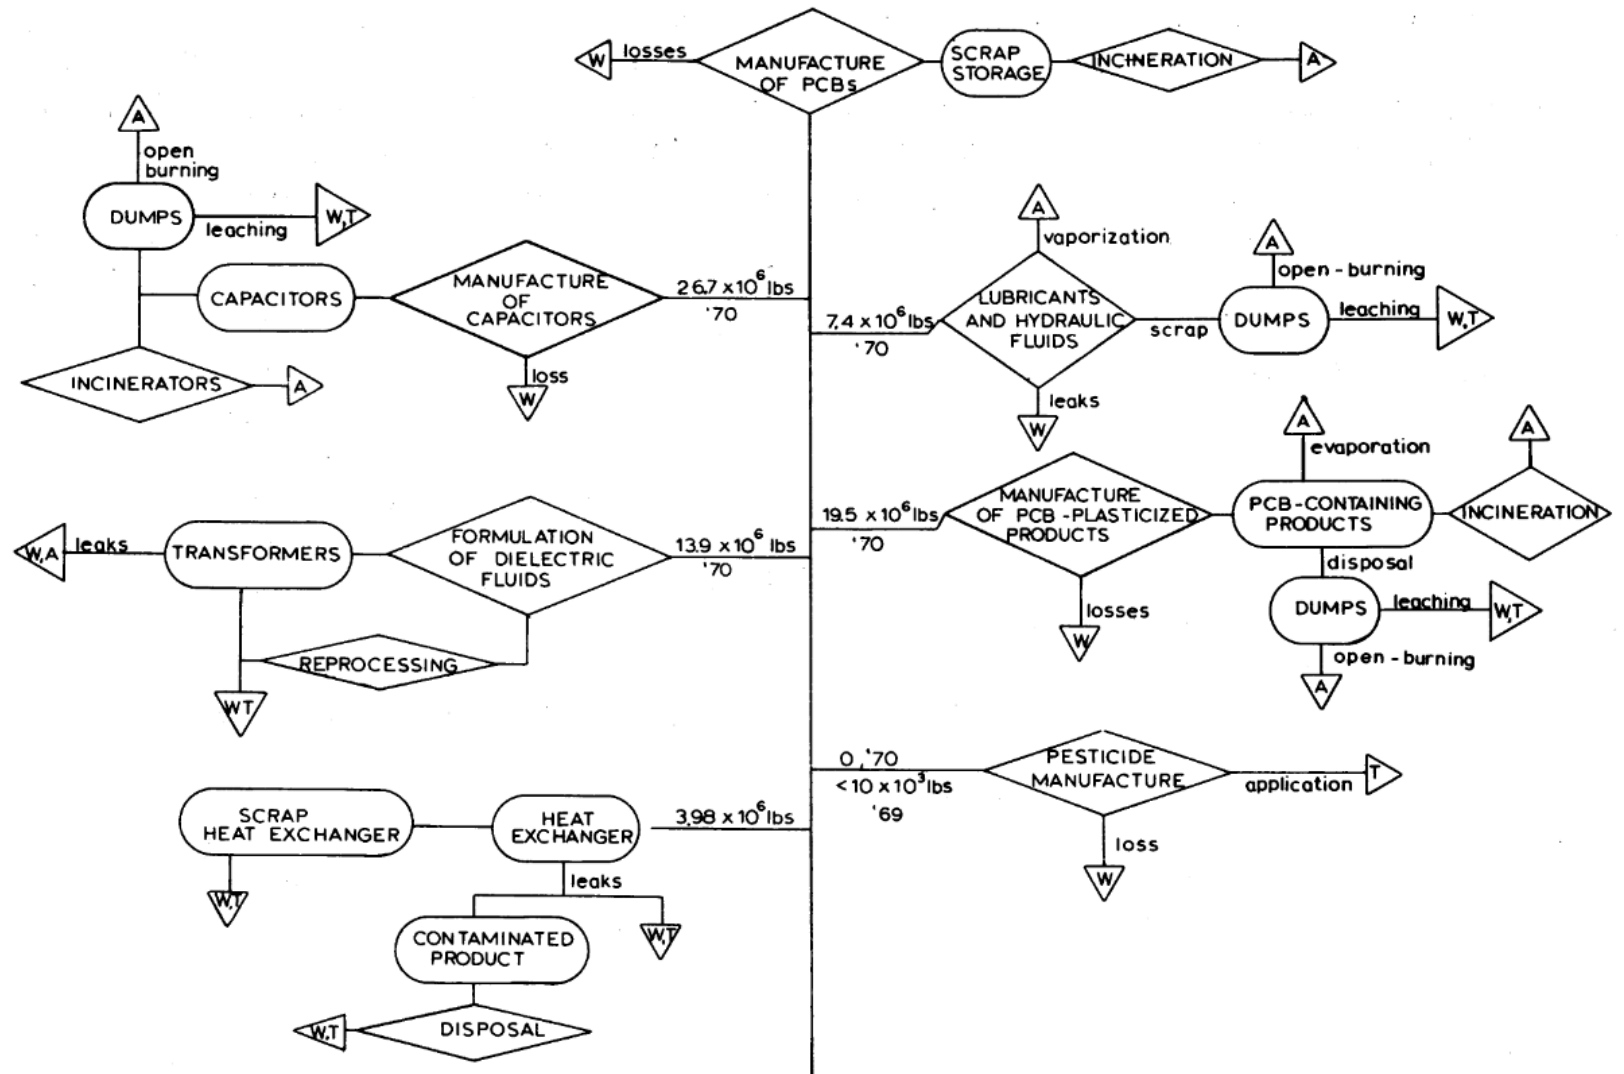 W
losses
MANUFACTURE
OF PCBs
SCRAP
STORAGE
INCINERATION
A
A
open
burning
DUMPS
leaching
W,T
CAPACITORS
MANUFACTURE
OF
CAPACITORS
26.7 x 10⁶ lbs
'70
loss
W
INCINERATORS
A
A
vaporization
7.4 x 10⁶ lbs
'70
LUBRICANTS
AND HYDRAULIC
FLUIDS
scrap
leaks
W
A
open - burning
DUMPS
leaching
W,T
W,A
leaks
TRANSFORMERS
FORMULATION
OF DIELECTRIC
FLUIDS
13.9 x 10⁶ lbs
'70
REPROCESSING
WT
19.5 x 10⁶ lbs
'70
MANUFACTURE
OF PCB - PLASTICIZED
PRODUCTS
losses
W
A
evaporation
PCB - CONTAINING
PRODUCTS
A
INCINERATION
disposal
DUMPS
leaching
W,T
open - burning
A
SCRAP
HEAT EXCHANGER
W,T
HEAT
EXCHANGER
3.98 x 10⁶ lbs
leaks
W,T
CONTAMINATED
PRODUCT
W,T
DISPOSAL
0, '70
<10 x 10³ lbs
'69
PESTICIDE
MANUFACTURE
application
T
loss
W